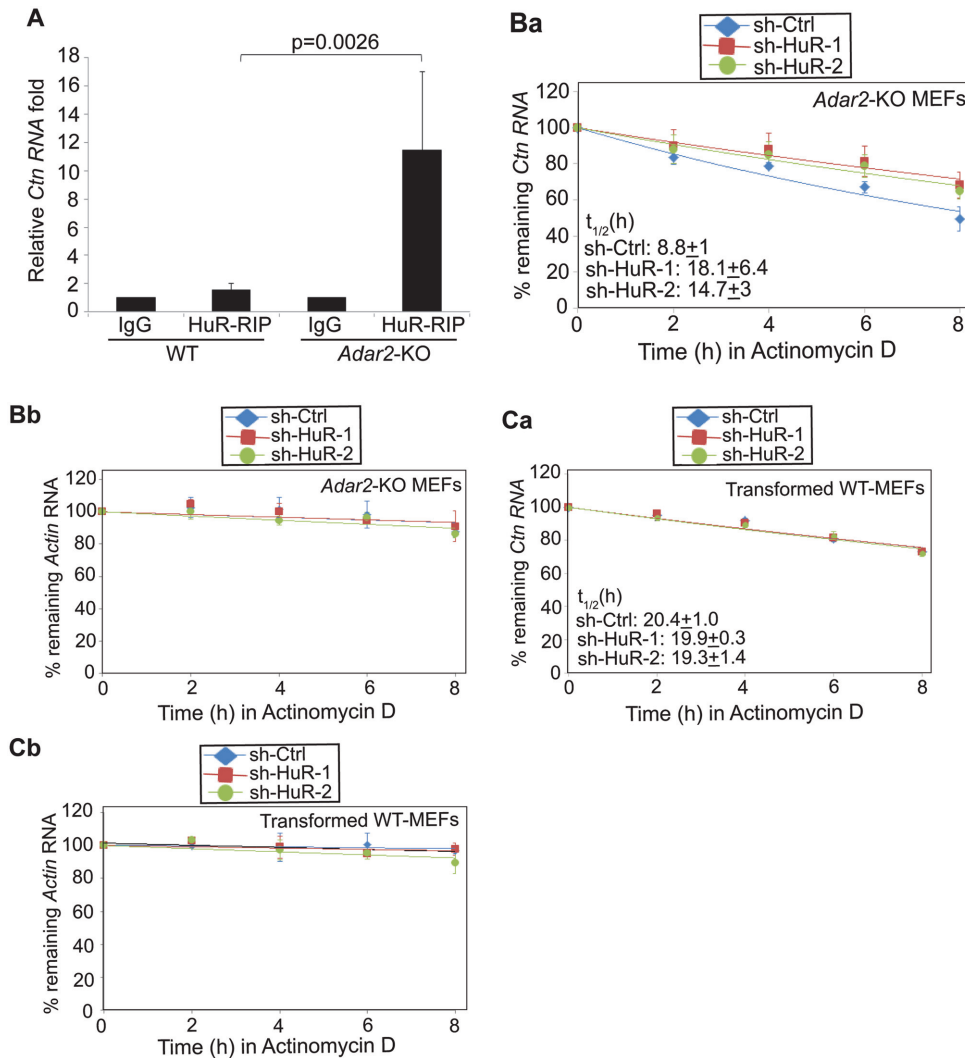 A
p=0.0026
Relative Ctn RNA fold
18
16
14
12
10
8
6
4
2
0
IgG HuR-RIP IgG HuR-RIP
WT Adar2-KO
Ba
sh-Ctrl
sh-HuR-1
sh-HuR-2
Adar2-KO MEFs
% remaining Ctn RNA
120
100
80
60
40
20
0
t1/2(h)
sh-Ctrl: 8.8±1
sh-HuR-1: 18.1±6.4
sh-HuR-2: 14.7±3
0 2 4 6 8
Time (h) in Actinomycin D
Bb
sh-Ctrl
sh-HuR-1
sh-HuR-2
Adar2-KO MEFs
% remaining Actin RNA
120
100
80
60
40
20
0
0 2 4 6 8
Time (h) in Actinomycin D
Ca
sh-Ctrl
sh-HuR-1
sh-HuR-2
Transformed WT-MEFs
% remaining Ctn RNA
120
100
80
60
40
20
0
t1/2(h)
sh-Ctrl: 20.4±1.0
sh-HuR-1: 19.9±0.3
sh-HuR-2: 19.3±1.4
0 2 4 6 8
Time (h) in Actinomycin D
Cb
sh-Ctrl
sh-HuR-1
sh-HuR-2
Transformed WT-MEFs
% remaining Actin RNA
120
100
80
60
40
20
0
0 2 4 6 8
Time (h) in Actinomycin D